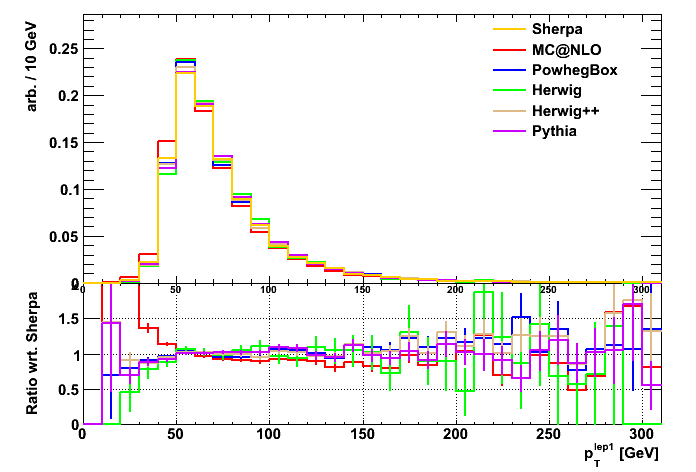 arb. / 10 GeV
0.25
0.2
0.15
0.1
0.05
0
Sherpa
MC@NLO
PowhegBox
Herwig
Herwig++
Pythia
0 50 100 150 200 250 300
Ratio wrt. Sherpa
2
1.5
1
0.5
0
0 50 100 150 200 250 300
p_T^lep1 [GeV]